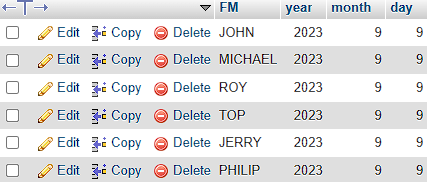 FM year month day
Edit Copy Delete JOHN 2023 9 9
Edit Copy Delete MICHAEL 2023 9 9
Edit Copy Delete ROY 2023 9 9
Edit Copy Delete TOP 2023 9 9
Edit Copy Delete JERRY 2023 9 9
Edit Copy Delete PHILIP 2023 9 9